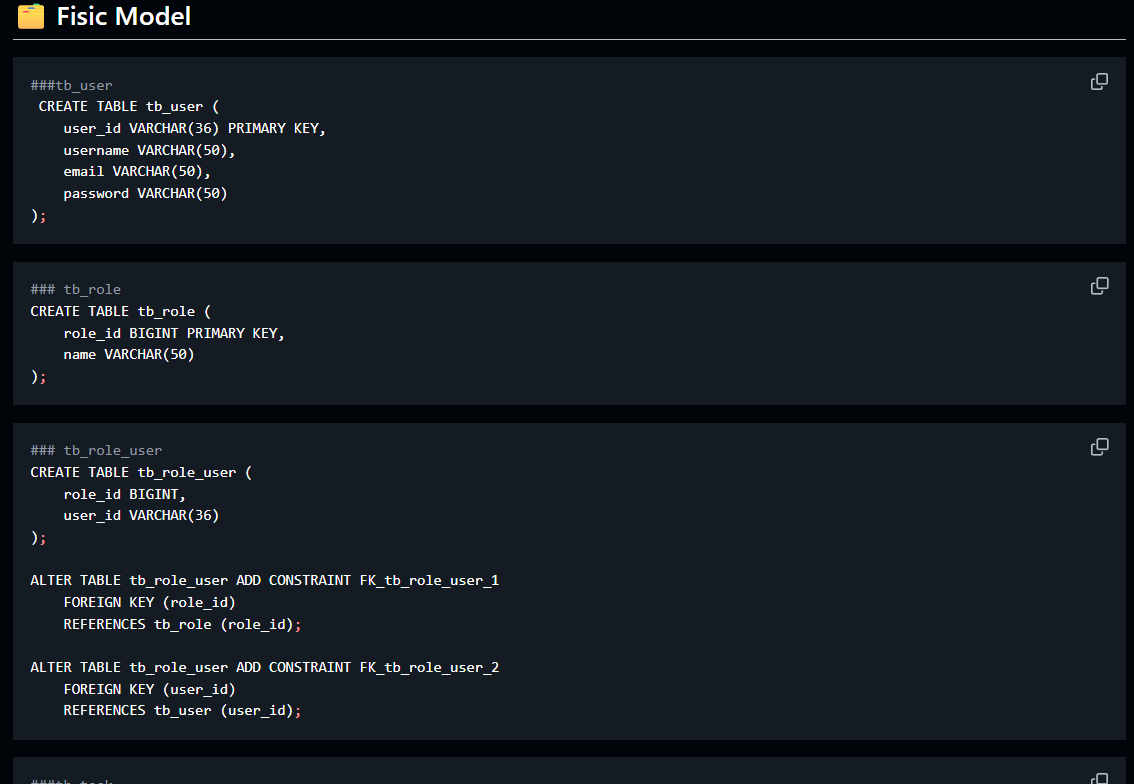 Fisic Model
###tb_user
CREATE TABLE tb_user (
user_id VARCHAR(36) PRIMARY KEY,
username VARCHAR(50),
email VARCHAR(50),
password VARCHAR(50)
);
### tb_role
CREATE TABLE tb_role (
role_id BIGINT PRIMARY KEY,
name VARCHAR(50)
);
### tb_role_user
CREATE TABLE tb_role_user (
role_id BIGINT,
user_id VARCHAR(36)
);
ALTER TABLE tb_role_user ADD CONSTRAINT FK_tb_role_user_1
FOREIGN KEY (role_id)
REFERENCES tb_role (role_id);
ALTER TABLE tb_role_user ADD CONSTRAINT FK_tb_role_user_2
FOREIGN KEY (user_id)
REFERENCES tb_user (user_id);